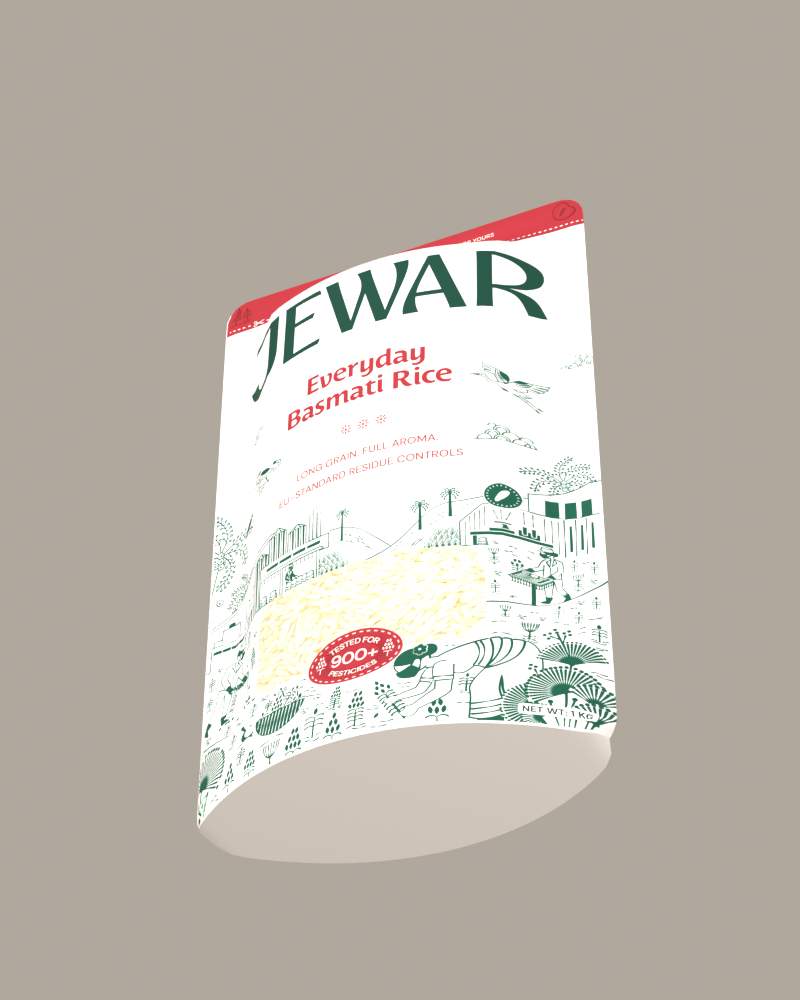 YOURS
JEWAR
Everyday
Basmati Rice
LONG GRAIN. FULL AROMA.
EU-STANDARD RESIDUE CONTROLS
TESTED FOR
900+
PESTICIDES
NET WT: 1 KG